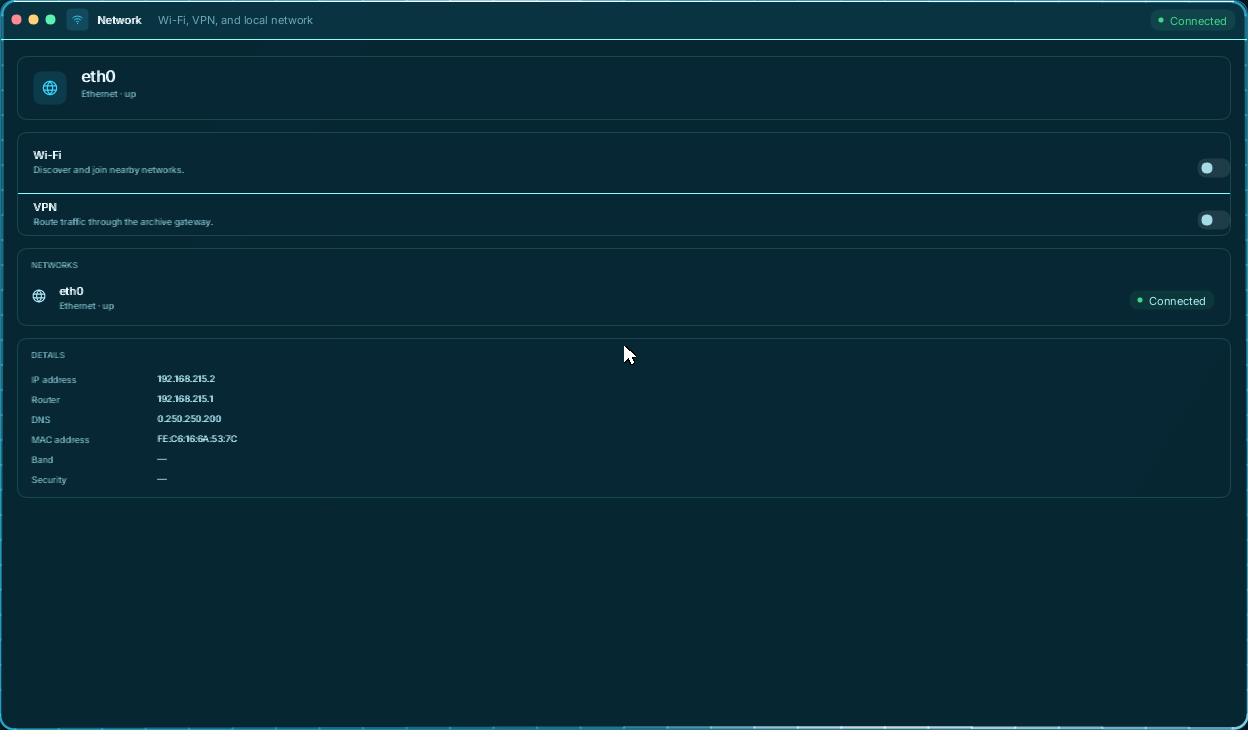 Network Wi-Fi, VPN, and local network Connected
eth0
Ethernet · up
Wi-Fi
Discover and join nearby networks.
VPN
Route traffic through the archive gateway.
NETWORKS
eth0
Ethernet · up
Connected
DETAILS
IP address 192.168.215.2
Router 192.168.215.1
DNS 0.250.250.200
MAC address FE:C6:16:6A:53:7C
Band —
Security —